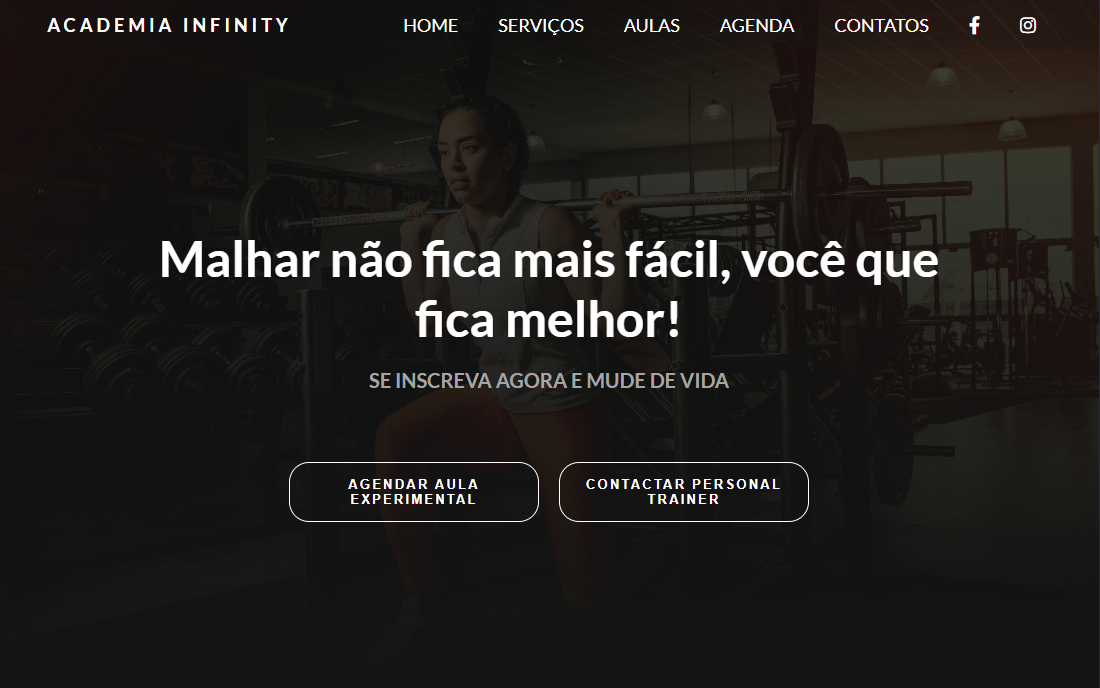 ACADEMIA INFINITY
HOME SERVIÇOS AULAS AGENDA CONTATOS
Malhar não fica mais fácil, você que
fica melhor!
SE INSCREVA AGORA E MUDE DE VIDA
AGENDAR AULA
EXPERIMENTAL
CONTACTAR PERSONAL
TRAINER